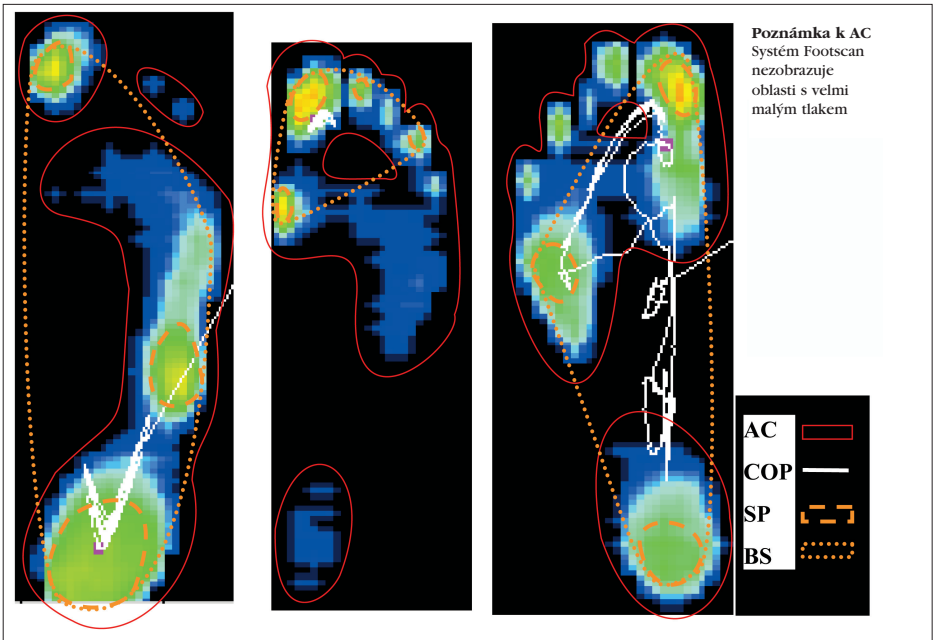 Poznámka k AC
Systém Footscan
nezobrazuje
oblasti s velmi
malým tlakem
AC
COP
SP
BS